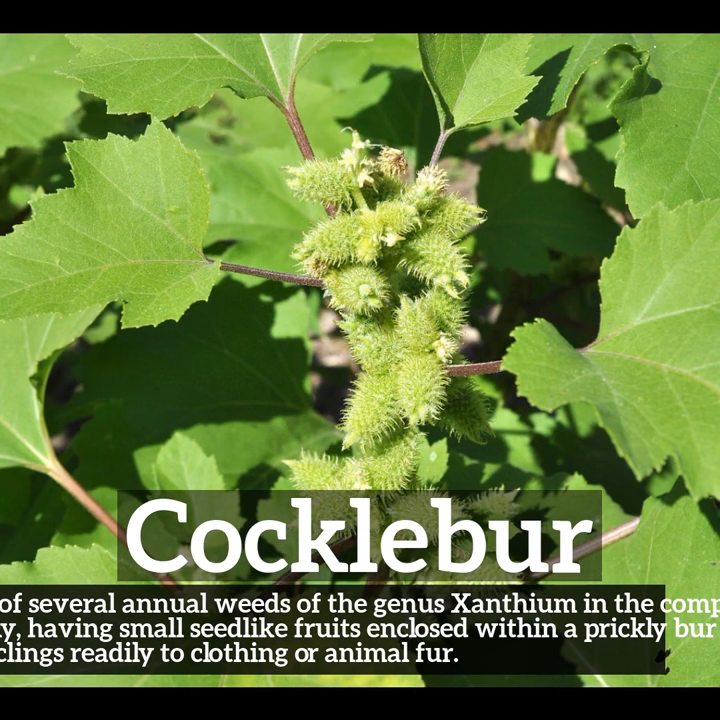 Cocklebur
of several annual weeds of the genus Xanthium in the comp
y, having small seedlike fruits enclosed within a prickly bur
clings readily to clothing or animal fur.